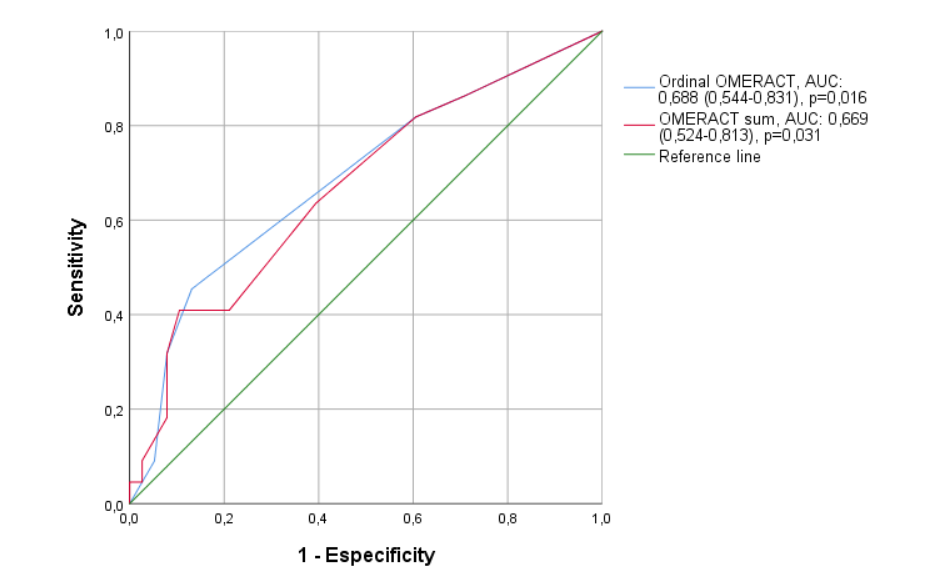 1,0
0,8
0,6
0,4
0,2
0,0
Sensitivity
0,0 0,2 0,4 0,6 0,8 1,0
1 - Especificity
Ordinal OMERACT, AUC:
0,688 (0,544-0,831), p=0,016
OMERACT sum, AUC: 0,669
(0,524-0,813), p=0,031
Reference line